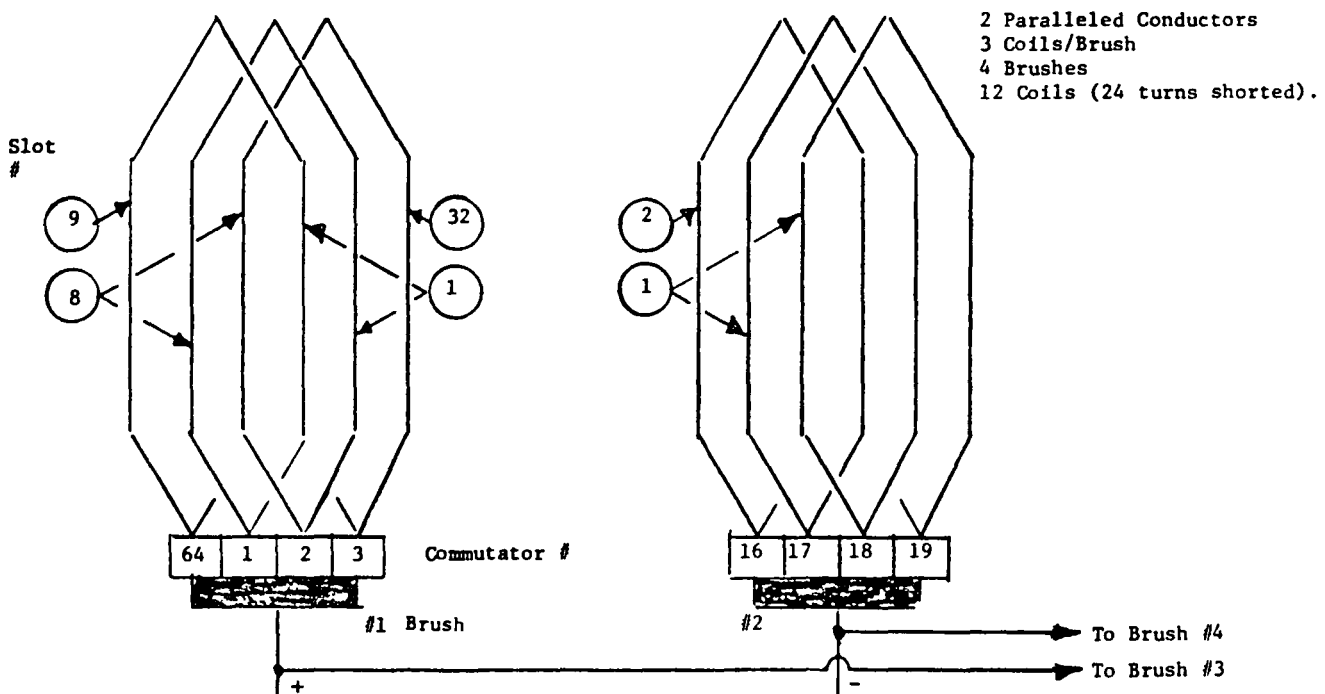 2 Paralleled Conductors
3 Coils/Brush
4 Brushes
12 Coils (24 turns shorted).
Slot
#
9
32
8
1
2
1
64 1 2 3
Commutator #
16 17 18 19
#1 Brush
#2
To Brush #4
To Brush #3
+
-